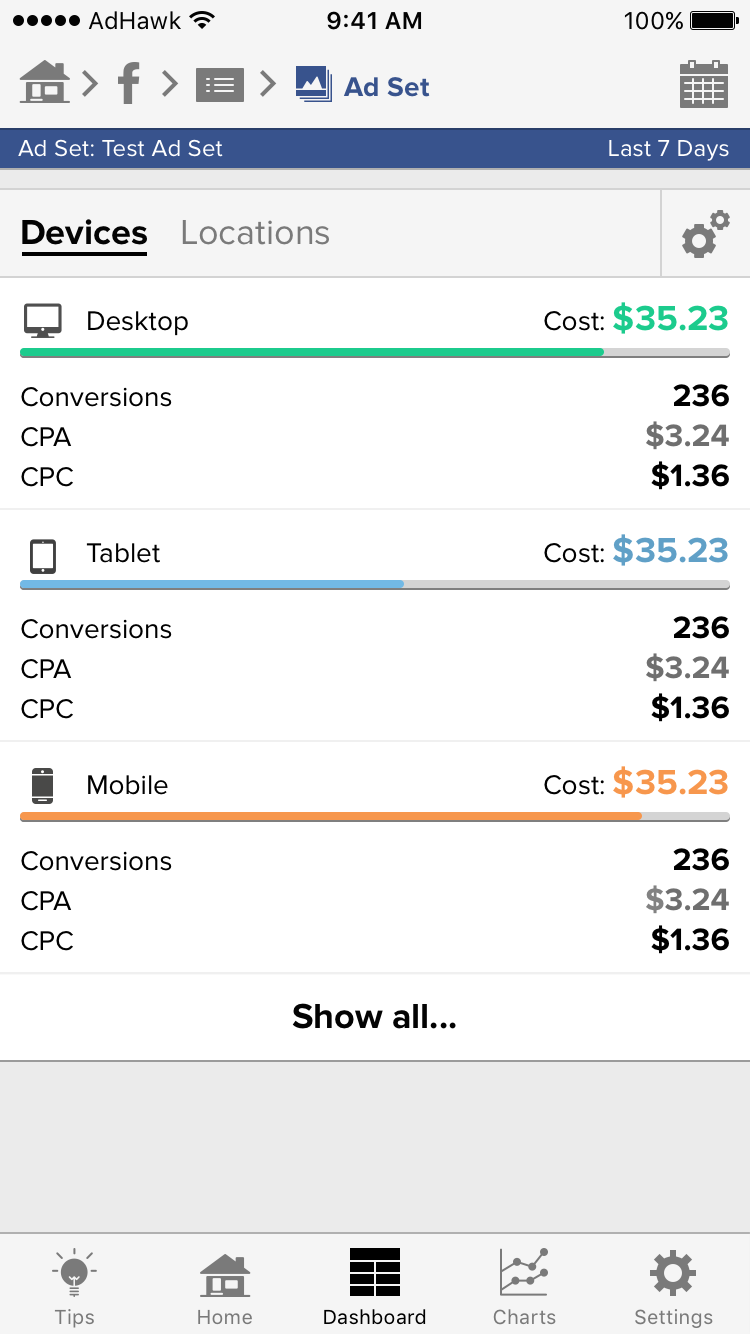 AdHawk 9:41 AM 100%
Ad Set
Ad Set: Test Ad Set Last 7 Days
Devices Locations
Desktop Cost: $35.23
Conversions 236
CPA $3.24
CPC $1.36
Tablet Cost: $35.23
Conversions 236
CPA $3.24
CPC $1.36
Mobile Cost: $35.23
Conversions 236
CPA $3.24
CPC $1.36
Show all...
Tips Home Dashboard Charts Settings